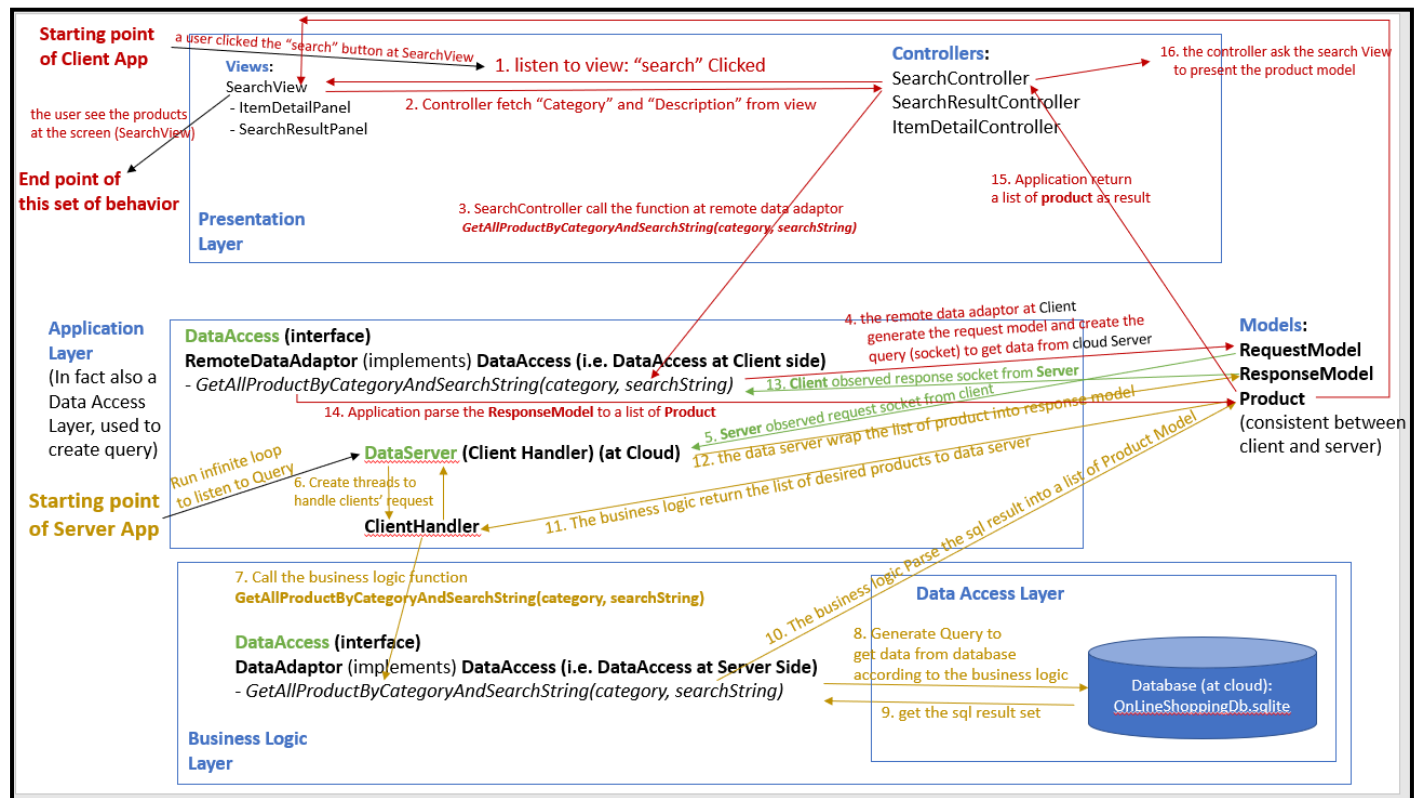 Starting point
of Client App
a user clicked the "search" button at SearchView
Views:
SearchView
- ItemDetailPanel
- SearchResultPanel
1. listen to view: "search" Clicked
2. Controller fetch "Category" and "Description" from view
Controllers:
SearchController
SearchResultController
ItemDetailController
16. the controller ask the search View
to present the product model
the user see the products
at the screen (SearchView)
End point of
this set of behavior
Presentation
Layer
3. SearchController call the function at remote data adaptor
GetAllProductByCategoryAndSearchString(category, searchString)
15. Application return
a list of product as result
Application
Layer
(In fact also a
Data Access
Layer, used to
create query)
DataAccess (interface)
RemoteDataAdaptor (implements) DataAccess (i.e. DataAccess at Client side)
- GetAllProductByCategoryAndSearchString(category, searchString)
4. the remote data adaptor at Client
generate the request model and create the
query (socket) to get data from cloud Server
13. Client observed response socket from Server
14. Application parse the ResponseModel to a list of Product
Models:
RequestModel
ResponseModel
Product
(consistent between
client and server)
5. Server observed request socket from client
12. the data server wrap the list of product into response model
DataServer (Client Handler) (at Cloud)
Run infinite loop
to listen to Query
6. Create threads to
handle clients' request
Starting point
of Server App
ClientHandler
11. The business logic return the list of desired products to data server
7. Call the business logic function
GetAllProductByCategoryAndSearchString(category, searchString)
10. The business logic Parse the sql result into a list of Product Model
DataAccess (interface)
DataAdaptor (implements) DataAccess (i.e. DataAccess at Server Side)
- GetAllProductByCategoryAndSearchString(category, searchString)
Data Access Layer
8. Generate Query to
get data from database
according to the business logic
9. get the sql result set
Database (at cloud):
OnLineShoppingDb.sqlite
Business Logic
Layer